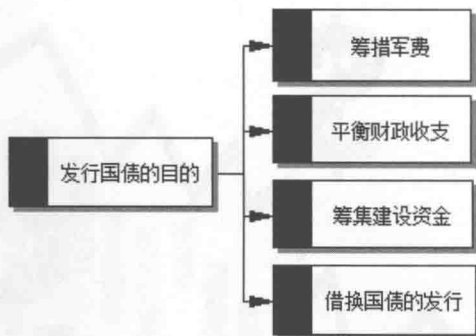 筹措军费
平衡财政收支
发行国债的目的
筹集建设资金
借换国债的发行